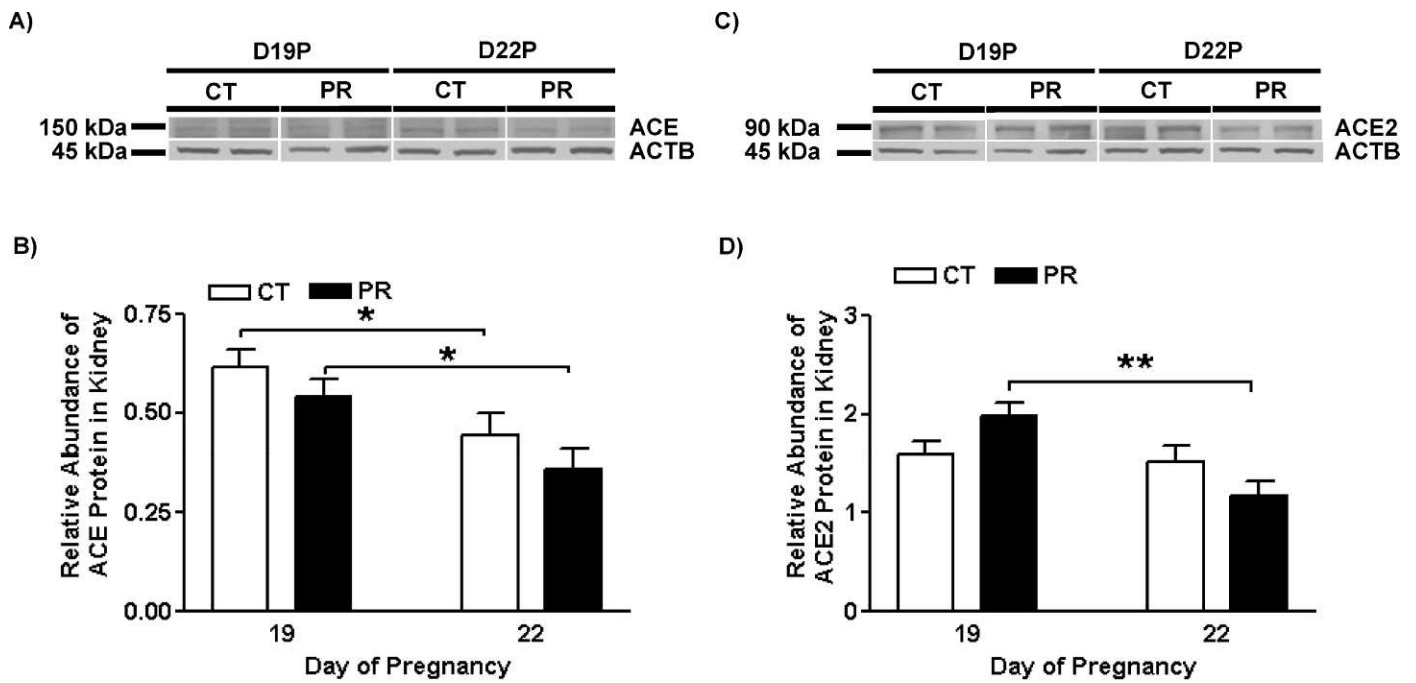 A)
D19P D22P
CT PR CT PR
150 kDa ACE
45 kDa ACTB
C)
D19P D22P
CT PR CT PR
90 kDa ACE2
45 kDa ACTB
B)
CT PR
Relative Abundance of
ACE Protein in Kidney
0.75
0.50
0.25
0.00
*
*
19 22
Day of Pregnancy
D)
CT PR
Relative Abundance of
ACE2 Protein in Kidney
3
2
1
0
**
19 22
Day of Pregnancy